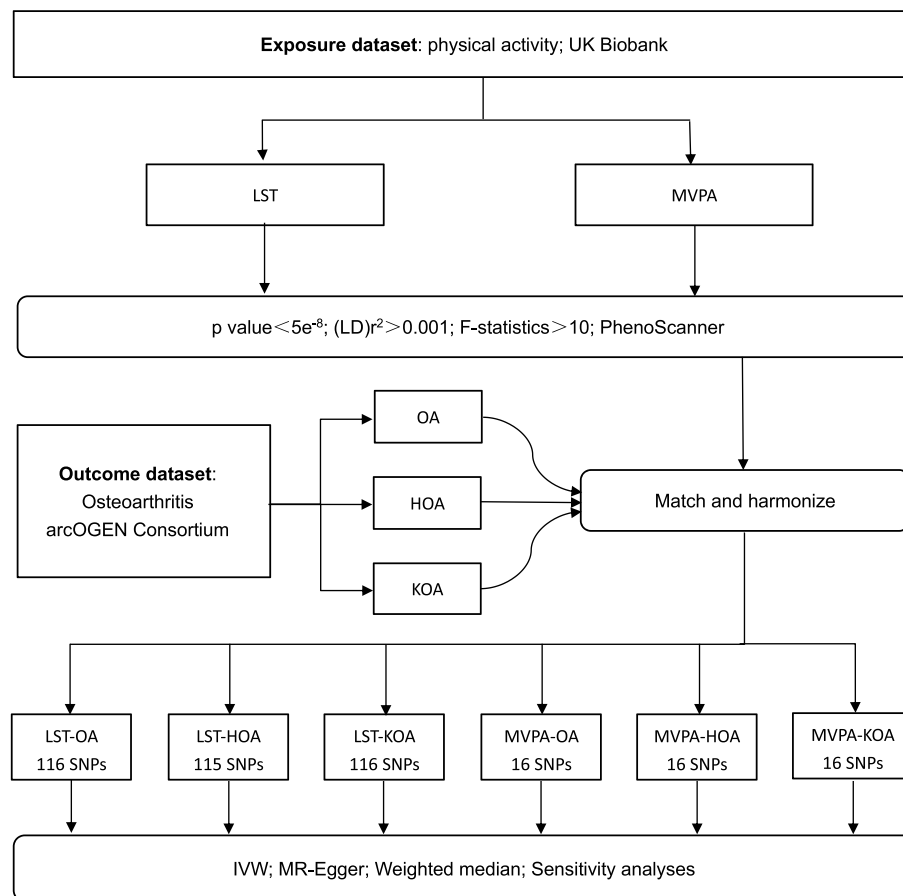 Exposure dataset: physical activity; UK Biobank
LST
MVPA
p value＜5e⁻⁸; (LD)r²＞0.001; F-statistics＞10; PhenoScanner
Outcome dataset:
Osteoarthritis
arcOGEN Consortium
OA
HOA
KOA
Match and harmonize
LST-OA
116 SNPs
LST-HOA
115 SNPs
LST-KOA
116 SNPs
MVPA-OA
16 SNPs
MVPA-HOA
16 SNPs
MVPA-KOA
16 SNPs
IVW; MR-Egger; Weighted median; Sensitivity analyses